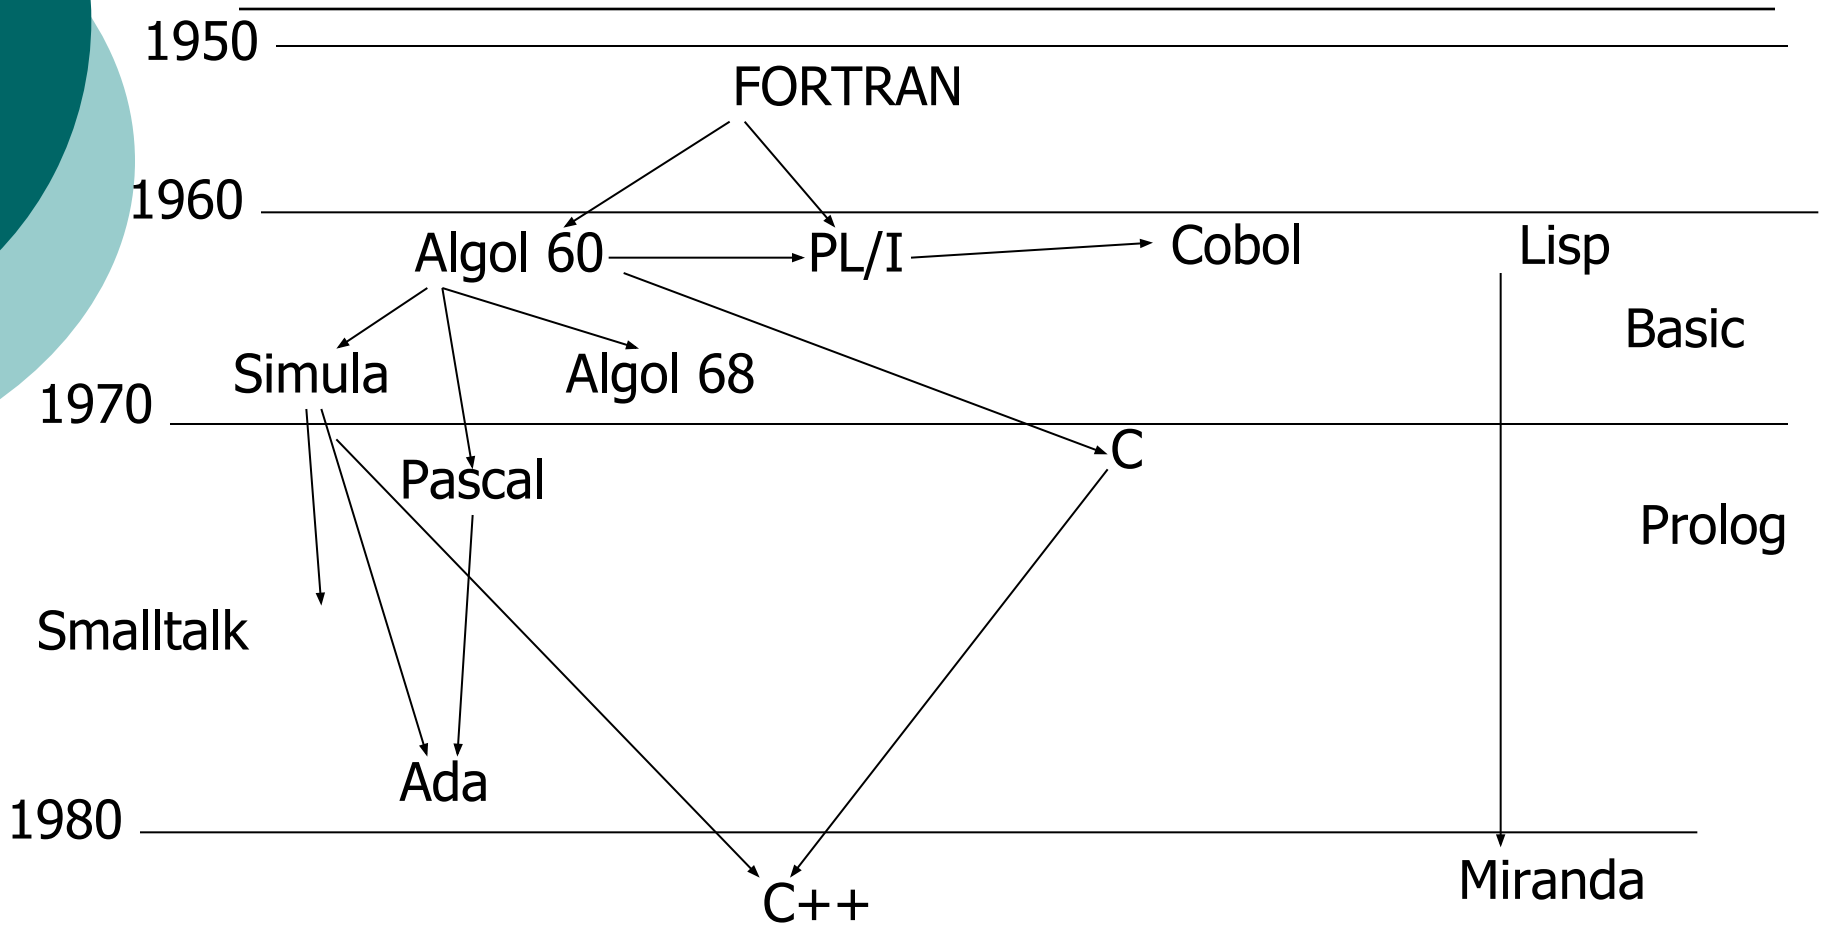 1950
FORTRAN
1960
Algol 60 PL/I Cobol Lisp
Basic
Simula Algol 68
1970
C
Pascal
Prolog
Smalltalk
Ada
1980
Miranda
C++